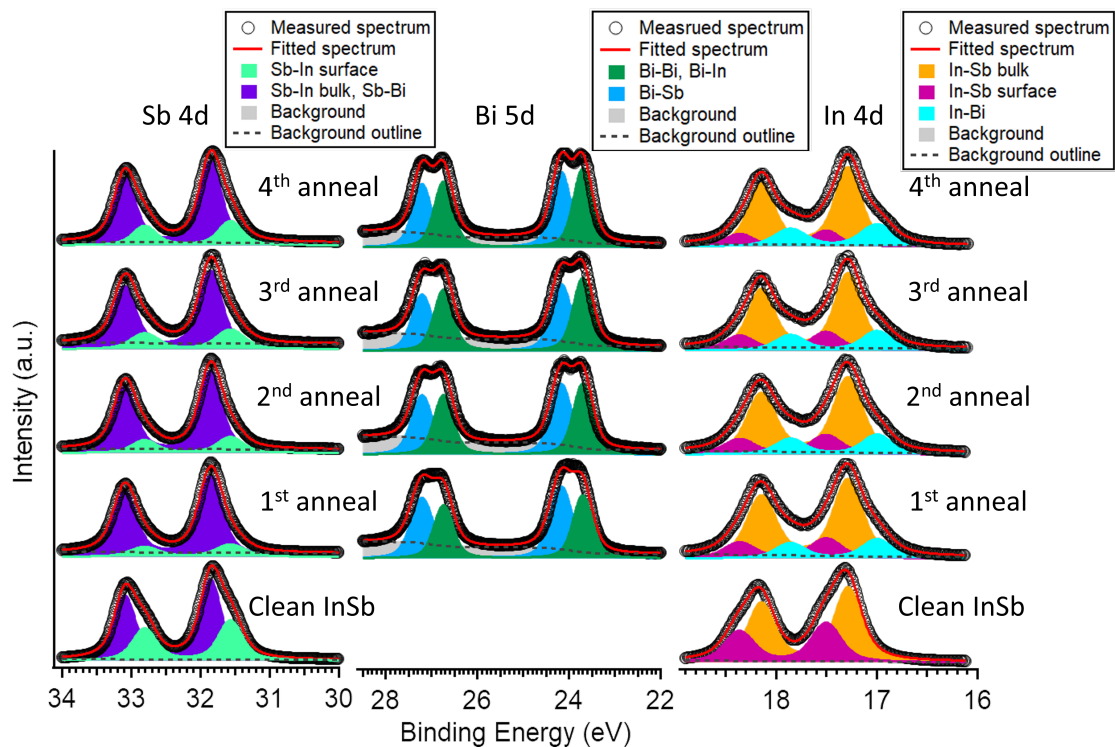 Measured spectrum
Fitted spectrum
Sb-In surface
Sb-In bulk, Sb-Bi
Background
Background outline
Measrued spectrum
Fitted spectrum
Bi-Bi, Bi-In
Bi-Sb
Background
Background outline
Measured spectrum
Fitted spectrum
In-Sb bulk
In-Sb surface
In-Bi
Background
Background outline
Sb 4d
Bi 5d
In 4d
4th anneal
4th anneal
3rd anneal
3rd anneal
2nd anneal
2nd anneal
1st anneal
1st anneal
Clean InSb
Clean InSb
Intensity (a.u.)
34 33 32 31 30
28 26 24 22
18 17 16
Binding Energy (eV)